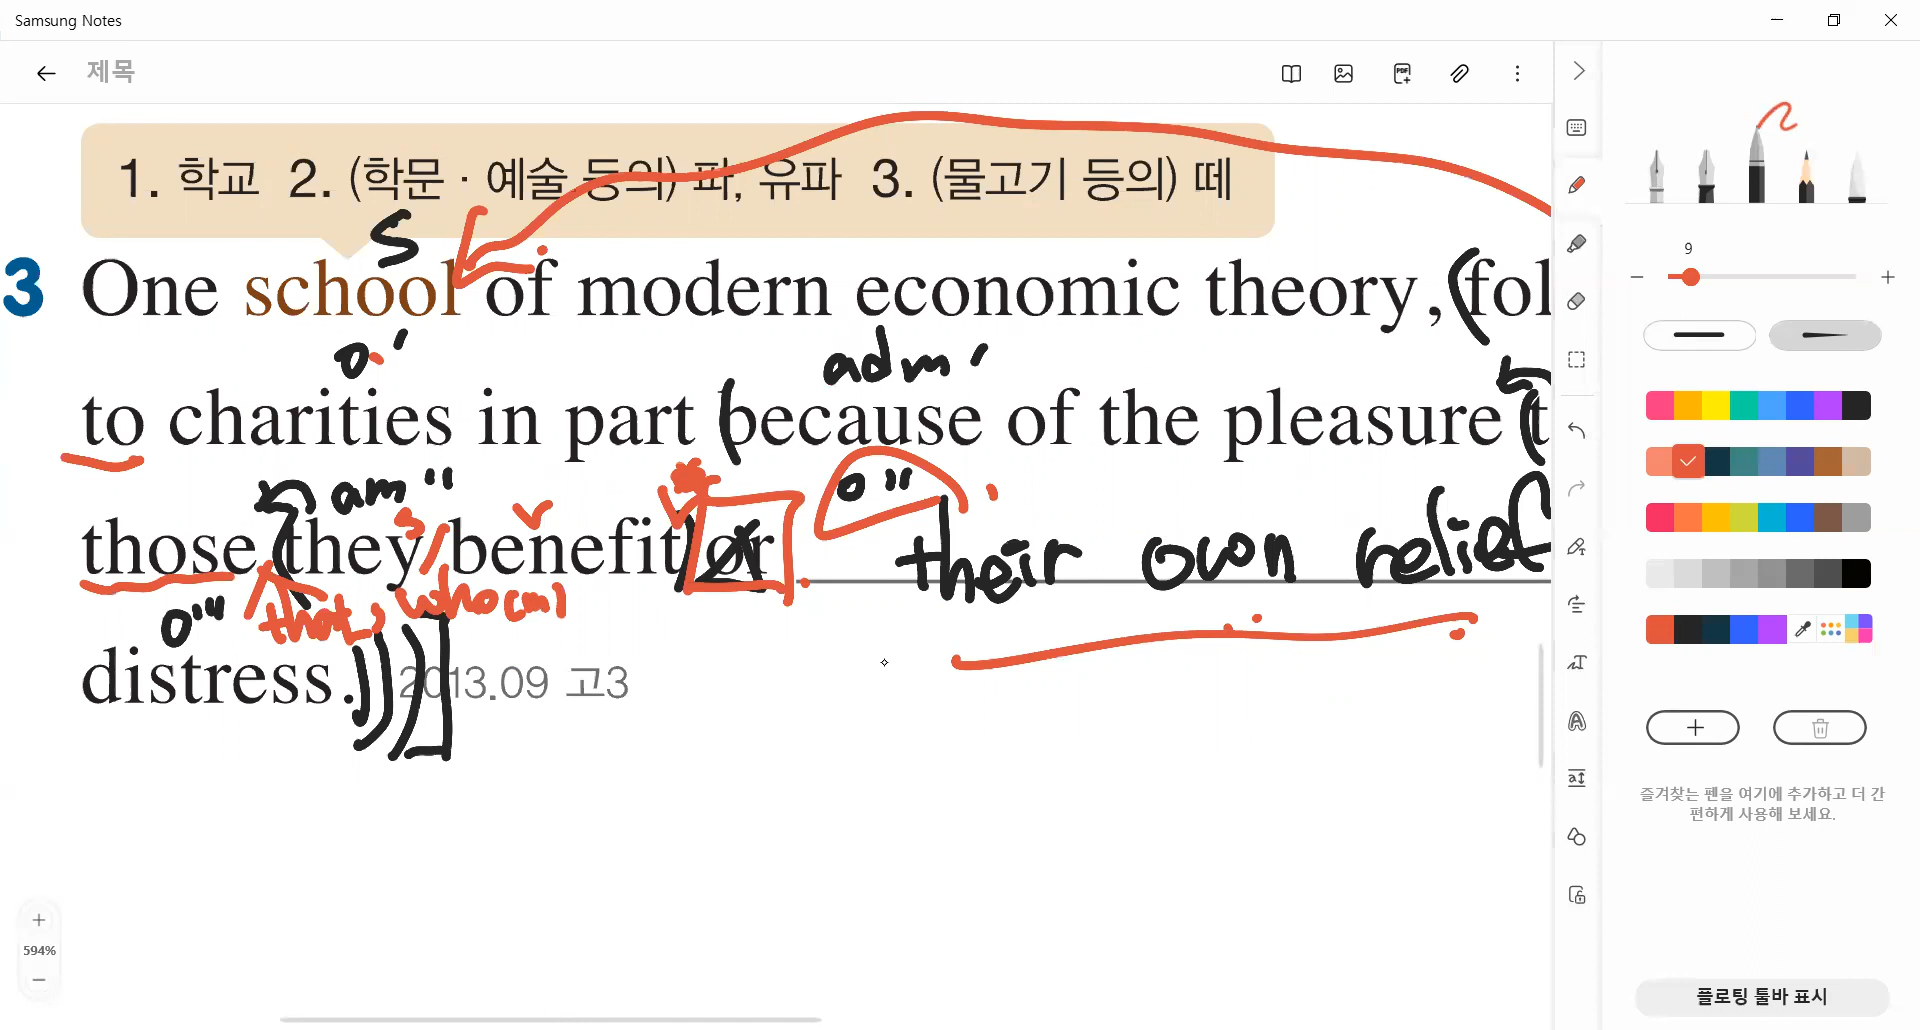 Samsung Notes
제목
1. 학교 2. (학문 · 예술 등의) 파, 유파 3. (물고기 등의) 떼
S
3 One school of modern economic theory, (fol
o' adm '
to charities in part (because of the pleasure (t
am" s v o"
those (they / benefit) or their own relief
o''' that, who(m)
distress.))) ] 2013.09 고3
9
즐겨찾는 펜을 여기에 추가하고 더 간
편하게 사용해 보세요.
594%
플로팅 툴바 표시